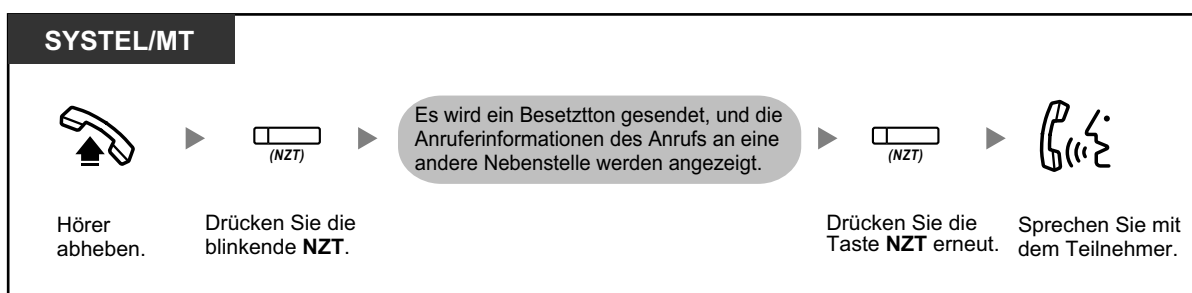 SYSTEL/MT
Es wird ein Besetztton gesendet, und die
Anruferinformationen des Anrufs an eine
andere Nebenstelle werden angezeigt.
(NZT)
(NZT)
Hörer
abheben.
Drücken Sie die
blinkende NZT.
Drücken Sie die
Taste NZT erneut.
Sprechen Sie mit
dem Teilnehmer.